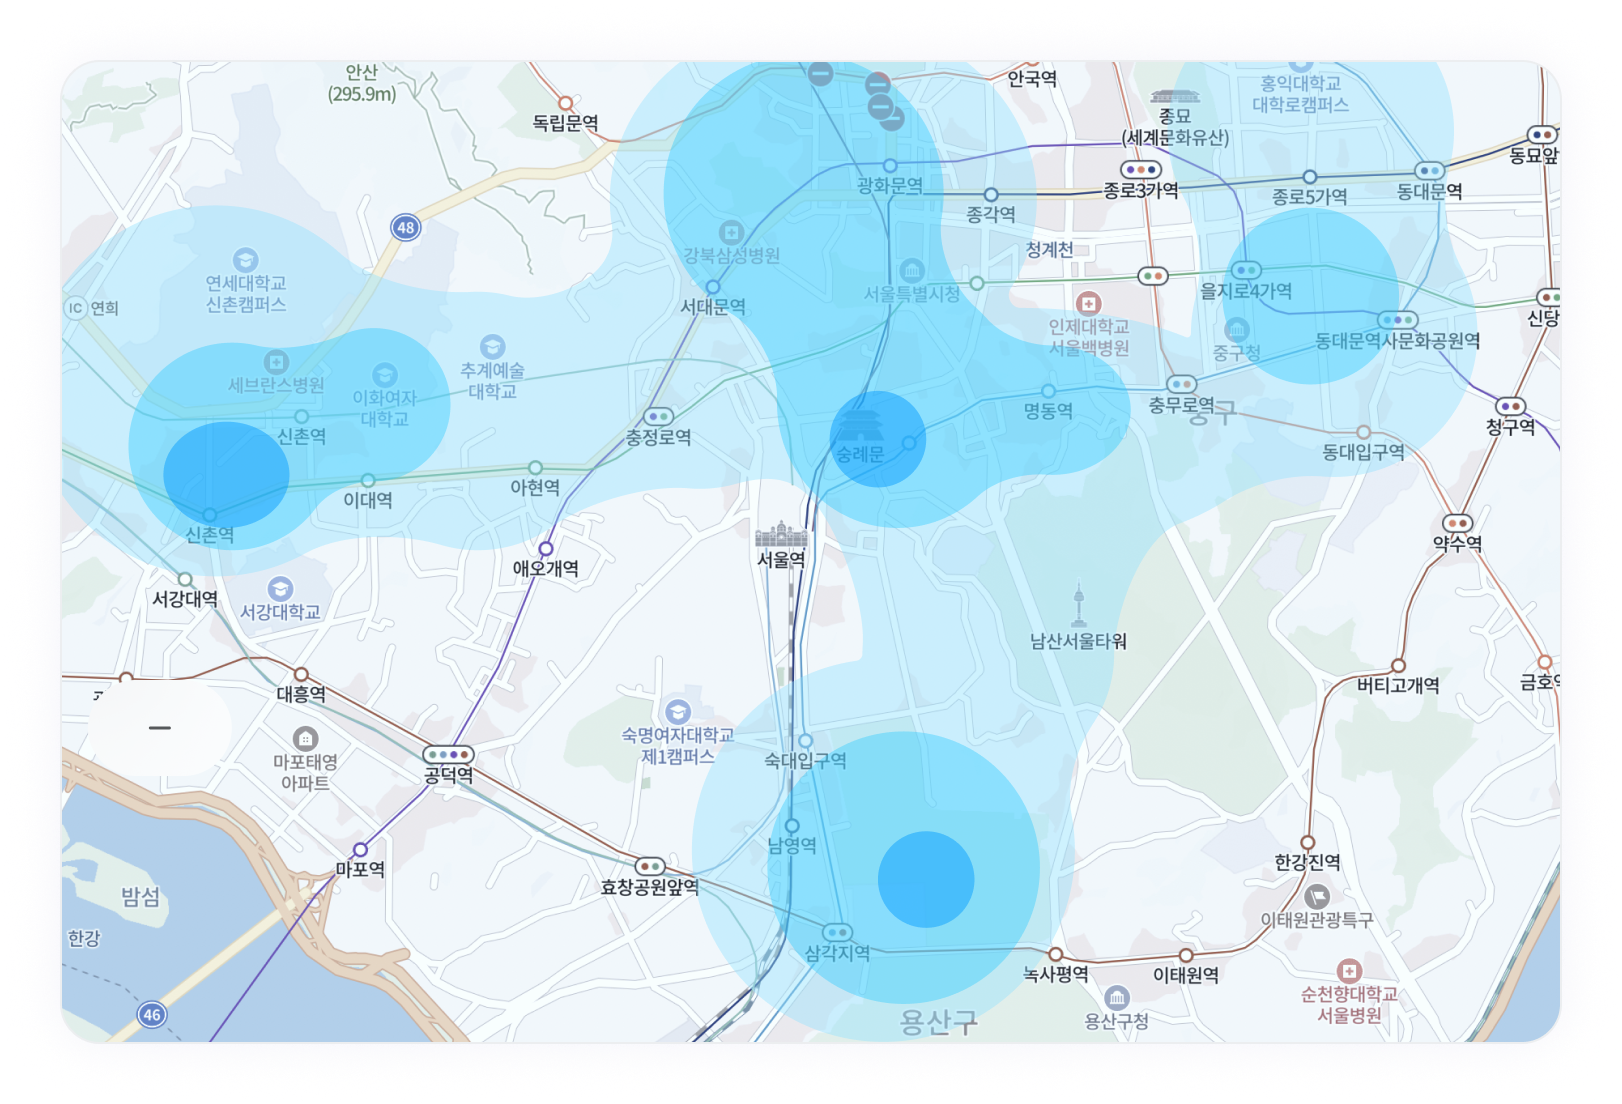 안산
(295.9m)
독립문역
안국역
홍익대학교
대학로캠퍼스
종묘
(세계문화유산)
동묘앞
광화문역
종각역
종로3가역
종로5가역
동대문역
48
강북삼성병원
청계천
연세대학교
신촌캠퍼스
IC 연희
서대문역
서울특별시청
을지로4가역
신당
인제대학교
서울백병원
중구청
동대문역사문화공원역
추계예술
대학교
세브란스병원
이화여자
대학교
명동역
충무로역
중구
청구역
신촌역
충정로역
숭례문
동대입구역
이대역
아현역
신촌역
약수역
서울역
애오개역
서강대역
서강대학교
남산서울타워
버티고개역
금호역
대흥역
숙명여자대학교
제1캠퍼스
숙대입구역
마포태영
아파트
공덕역
남영역
마포역
효창공원앞역
한강진역
밤섬
이태원관광특구
한강
삼각지역
녹사평역
이태원역
순천향대학교
서울병원
46
용산구
용산구청